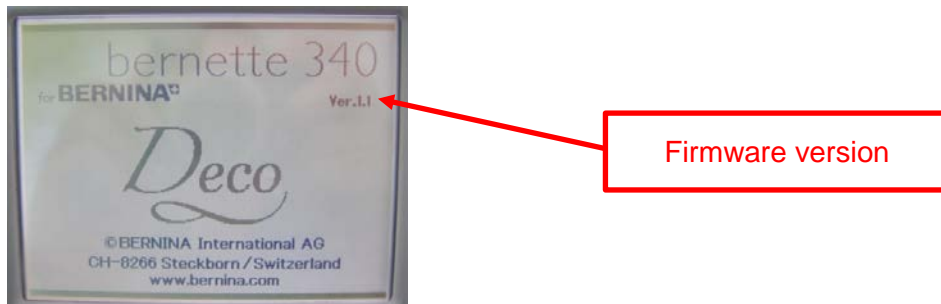 bernette 340
for BERNINA
Ver.1.1
Firmware version
Deco
©BERNINA International AG
CH-8266 Steckborn/Switzerland
www.bernina.com